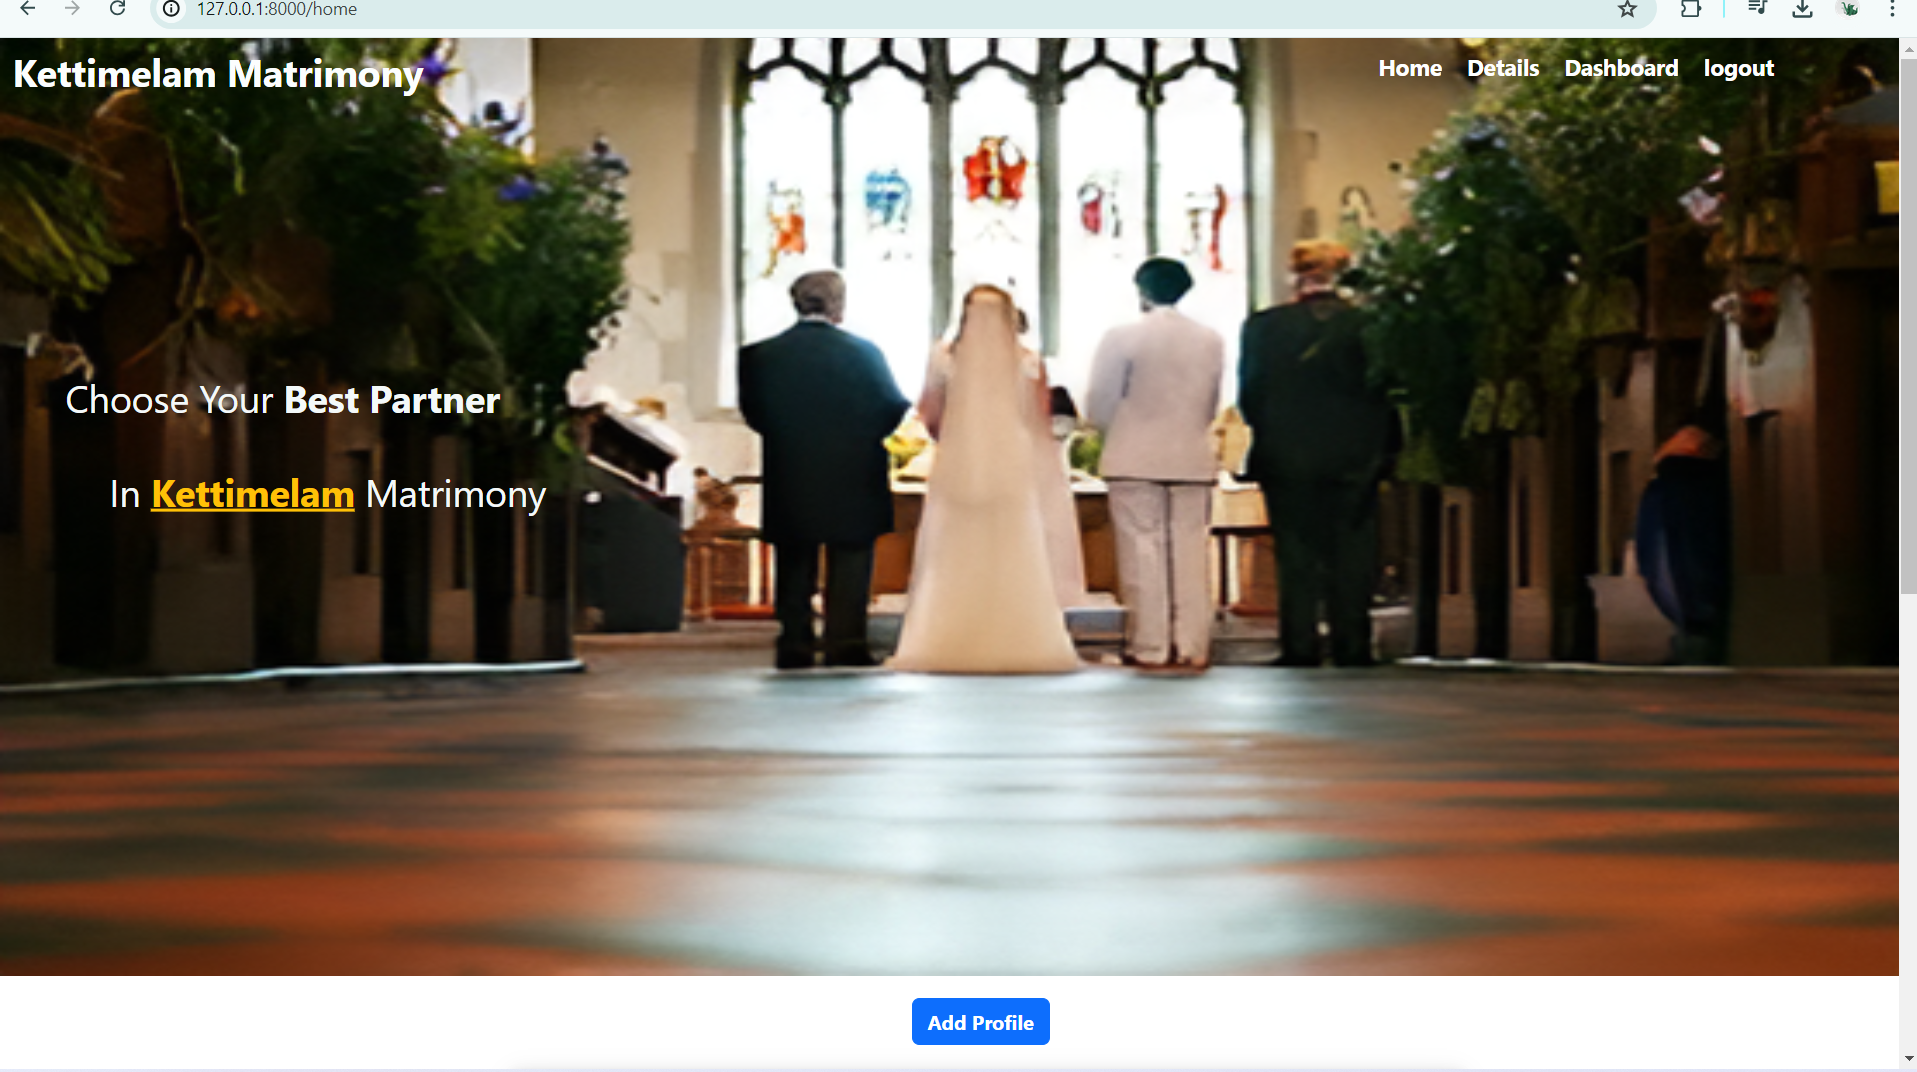 127.0.0.1:8000/home
Kettimelam Matrimony
Home Details Dashboard logout
Choose Your Best Partner
In Kettimelam Matrimony
Add Profile